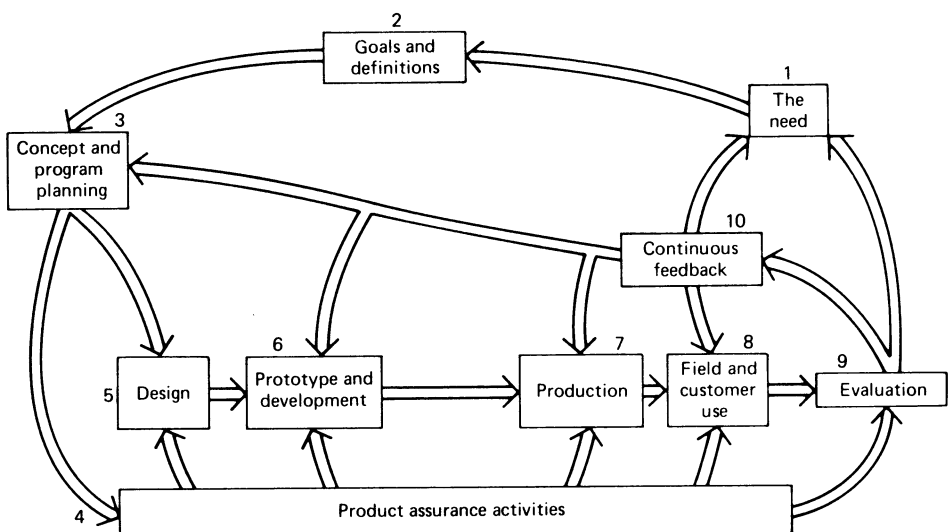 2
Goals and
definitions
1
The
need
3
Concept and
program
planning
10
Continuous
feedback
5
Design
6
Prototype and
development
7
Production
8
Field and
customer
use
9
Evaluation
4
Product assurance activities